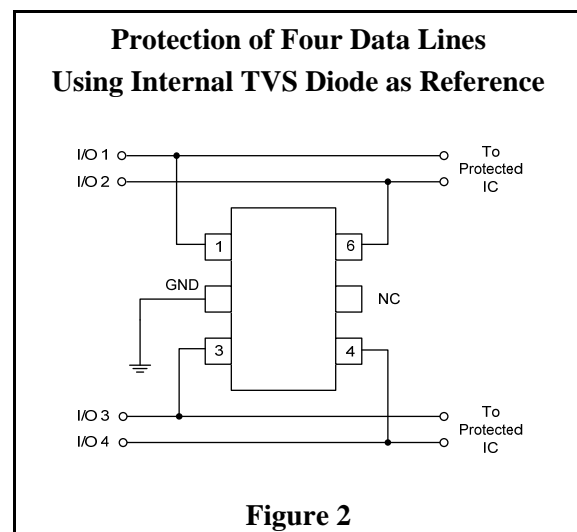 Protection of Four Data Lines
Using Internal TVS Diode as Reference
I/O 1
To
Protected
IC
I/O 2
1
6
GND
NC
3
4
I/O 3
To
Protected
IC
I/O 4
Figure 2